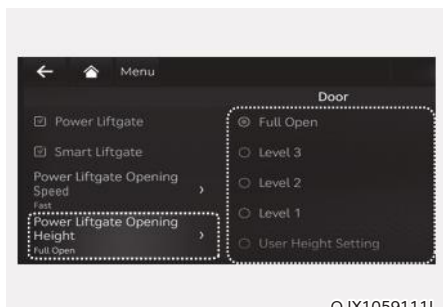 Menu
Door
Power Liftgate
Smart Liftgate
Power Liftgate Opening
Speed
Fast
Power Liftgate Opening
Height
Full Open
Full Open
Level 3
Level 2
Level 1
User Height Setting
OJX1059111L